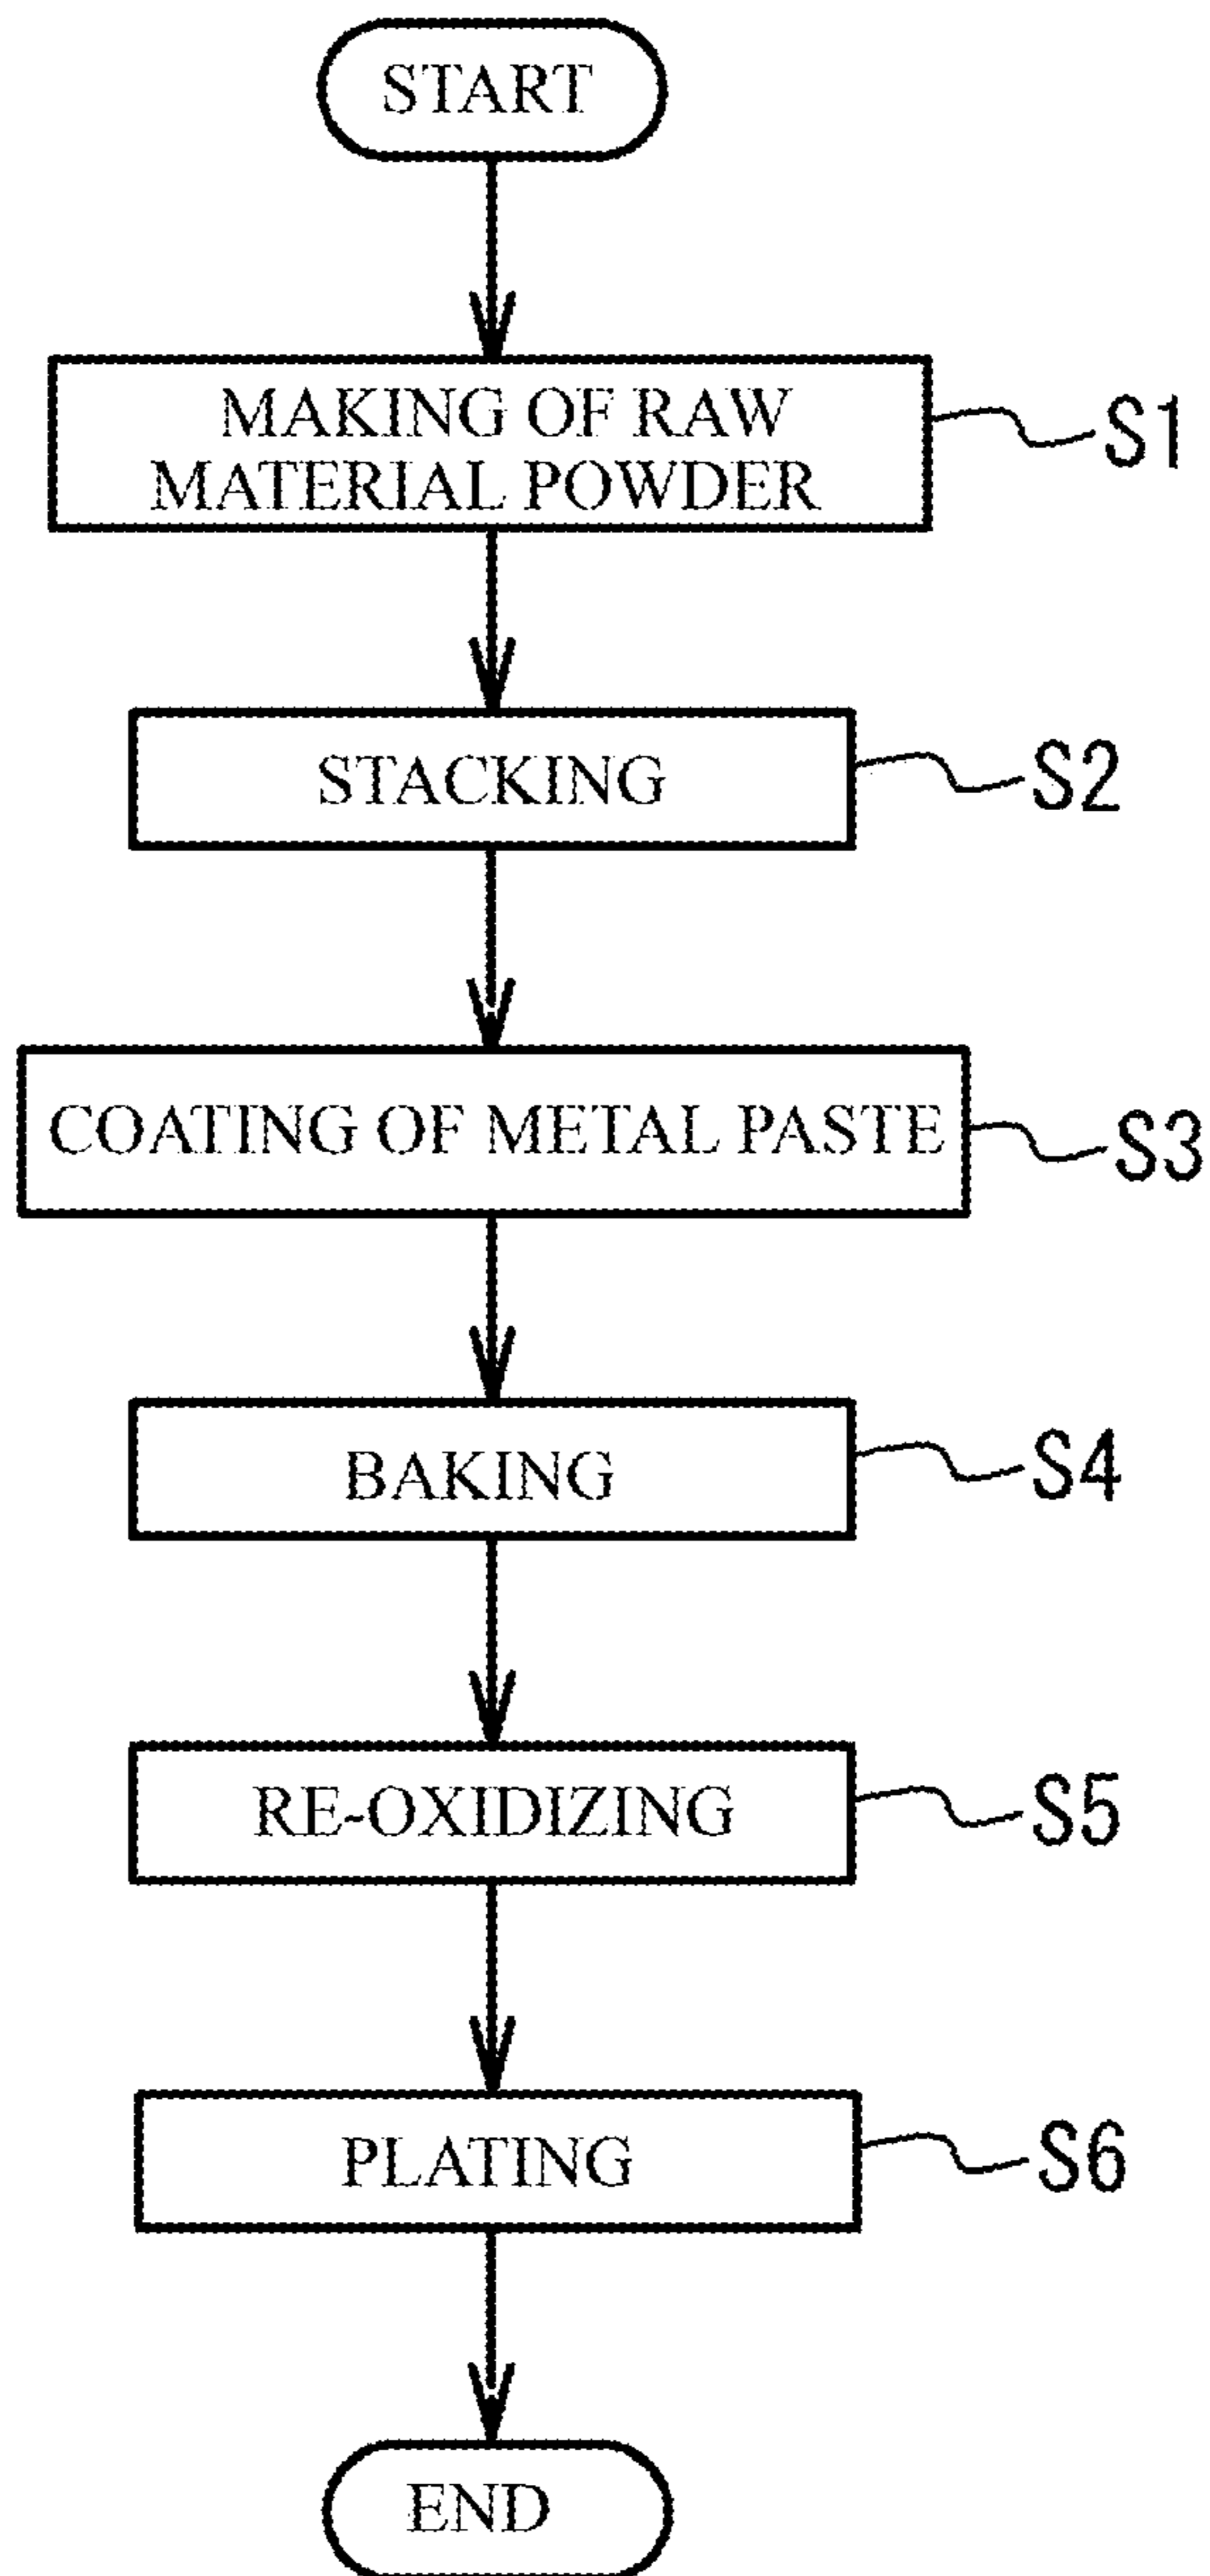 START
MAKING OF RAW
MATERIAL POWDER
S1
STACKING
S2
COATING OF METAL PASTE
S3
BAKING
S4
RE-OXIDIZING
S5
PLATING
S6
END